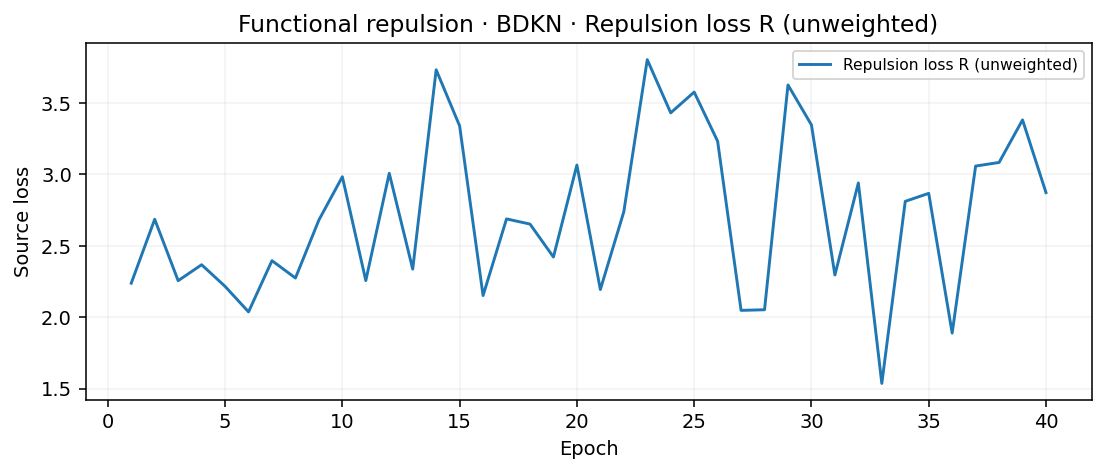 Functional repulsion · BDKN · Repulsion loss R (unweighted)
Repulsion loss R (unweighted)
Source loss
3.5
3.0
2.5
2.0
1.5
0 5 10 15 20 25 30 35 40
Epoch